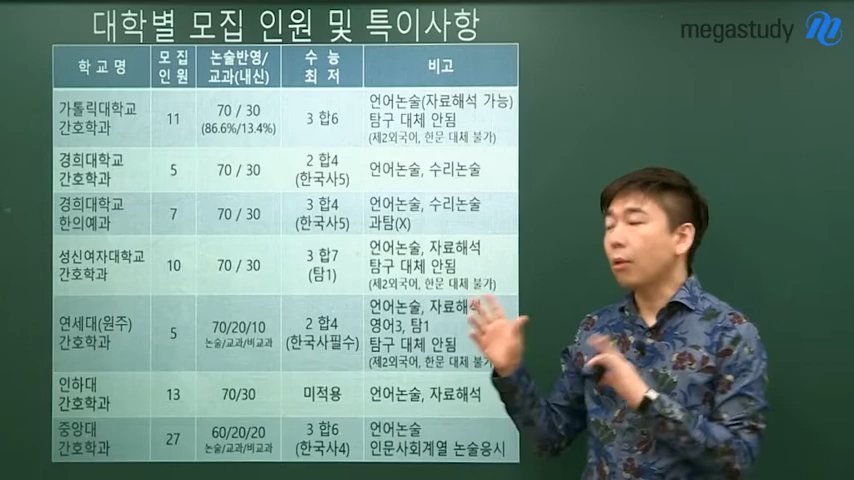 대학별 모집 인원 및 특이사항
megastudy
학 교 명 모 집 인 원 논술반영/ 교과(내신) 수 능 최 저 비고
가톨릭대학교 간호학과 11 70 / 30 (86.6%/13.4%) 3 합6 언어논술(자료해석 가능) 탐구 대체 안됨 (제2외국어, 한문 대체 불가)
경희대학교 간호학과 5 70 / 30 2 합4 (한국사5) 언어논술, 수리논술
경희대학교 한의예과 7 70 / 30 3 합4 (한국사5) 언어논술, 수리논술 과탐(X)
성신여자대학교 간호학과 10 70 / 30 3 합7 (탐1) 언어논술, 자료해석 탐구 대체 안됨 (제2외국어, 한문 대체 불가)
연세대(원주) 간호학과 5 70/20/10 논술/교과/비교과 2 합4 (한국사필수) 언어논술, 자료해석 영어3, 탐1 탐구 대체 안됨 (제2외국어, 한문 대체 불가)
인하대 간호학과 13 70/30 미적용 언어논술, 자료해석
중앙대 간호학과 27 60/20/20 논술/교과/비교과 3 합6 (한국사4) 언어논술 인문사회계열 논술응시